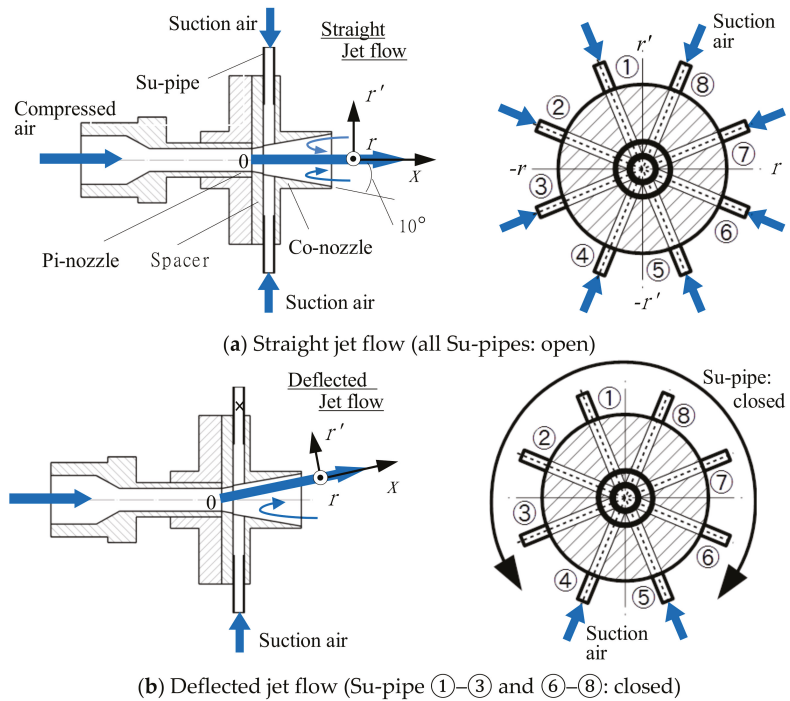 Suction air
Straight
Jet flow
Su-pipe
Compressed
air
r'
r
0
X
10°
Pi-nozzle
Spacer
Co-nozzle
Suction air
Suction
air
r'
①
⑧
②
⑦
-r
r
③
⑥
④
⑤
-r'
(a) Straight jet flow (all Su-pipes: open)
Deflected
Jet flow
x
r'
X
0
r
Suction air
Su-pipe:
closed
①
⑧
②
⑦
③
⑥
④
⑤
Suction
air
(b) Deflected jet flow (Su-pipe ①–③ and ⑥–⑧: closed)